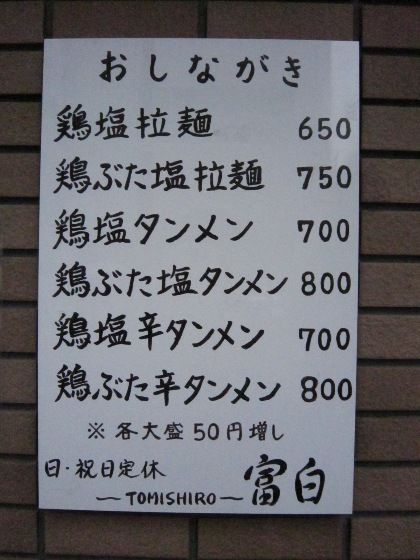 おしながき
鶏塩拉麺 650
鶏ぶた塩拉麺 750
鶏塩タンメン 700
鶏ぶた塩タンメン 800
鶏塩辛タンメン 700
鶏ぶた辛タンメン 800
※各大盛50円増し
日・祝日定休
―TOMISHIRO― 富白